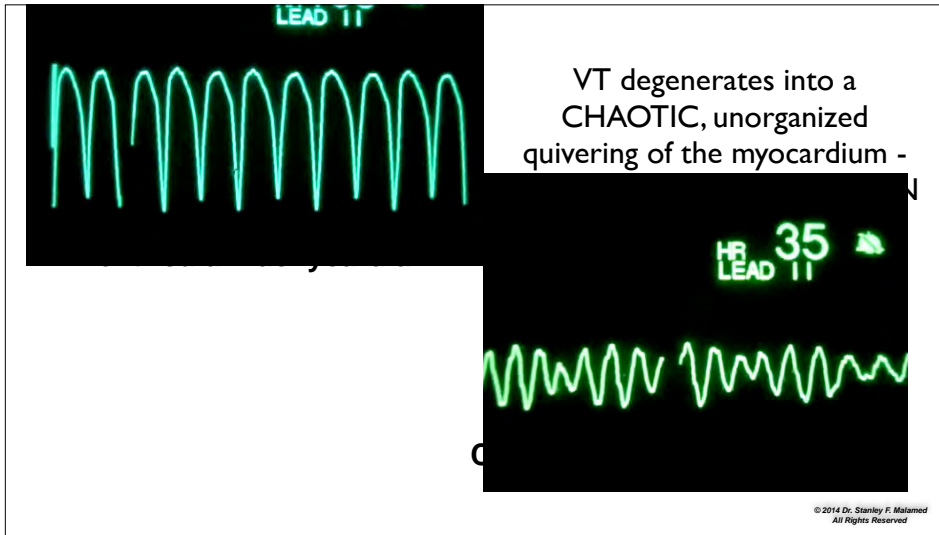 LEAD II
VT degenerates into a
CHAOTIC, unorganized
quivering of the myocardium -
N
HR 35
LEAD II
© 2014 Dr. Stanley F. Malamed
All Rights Reserved